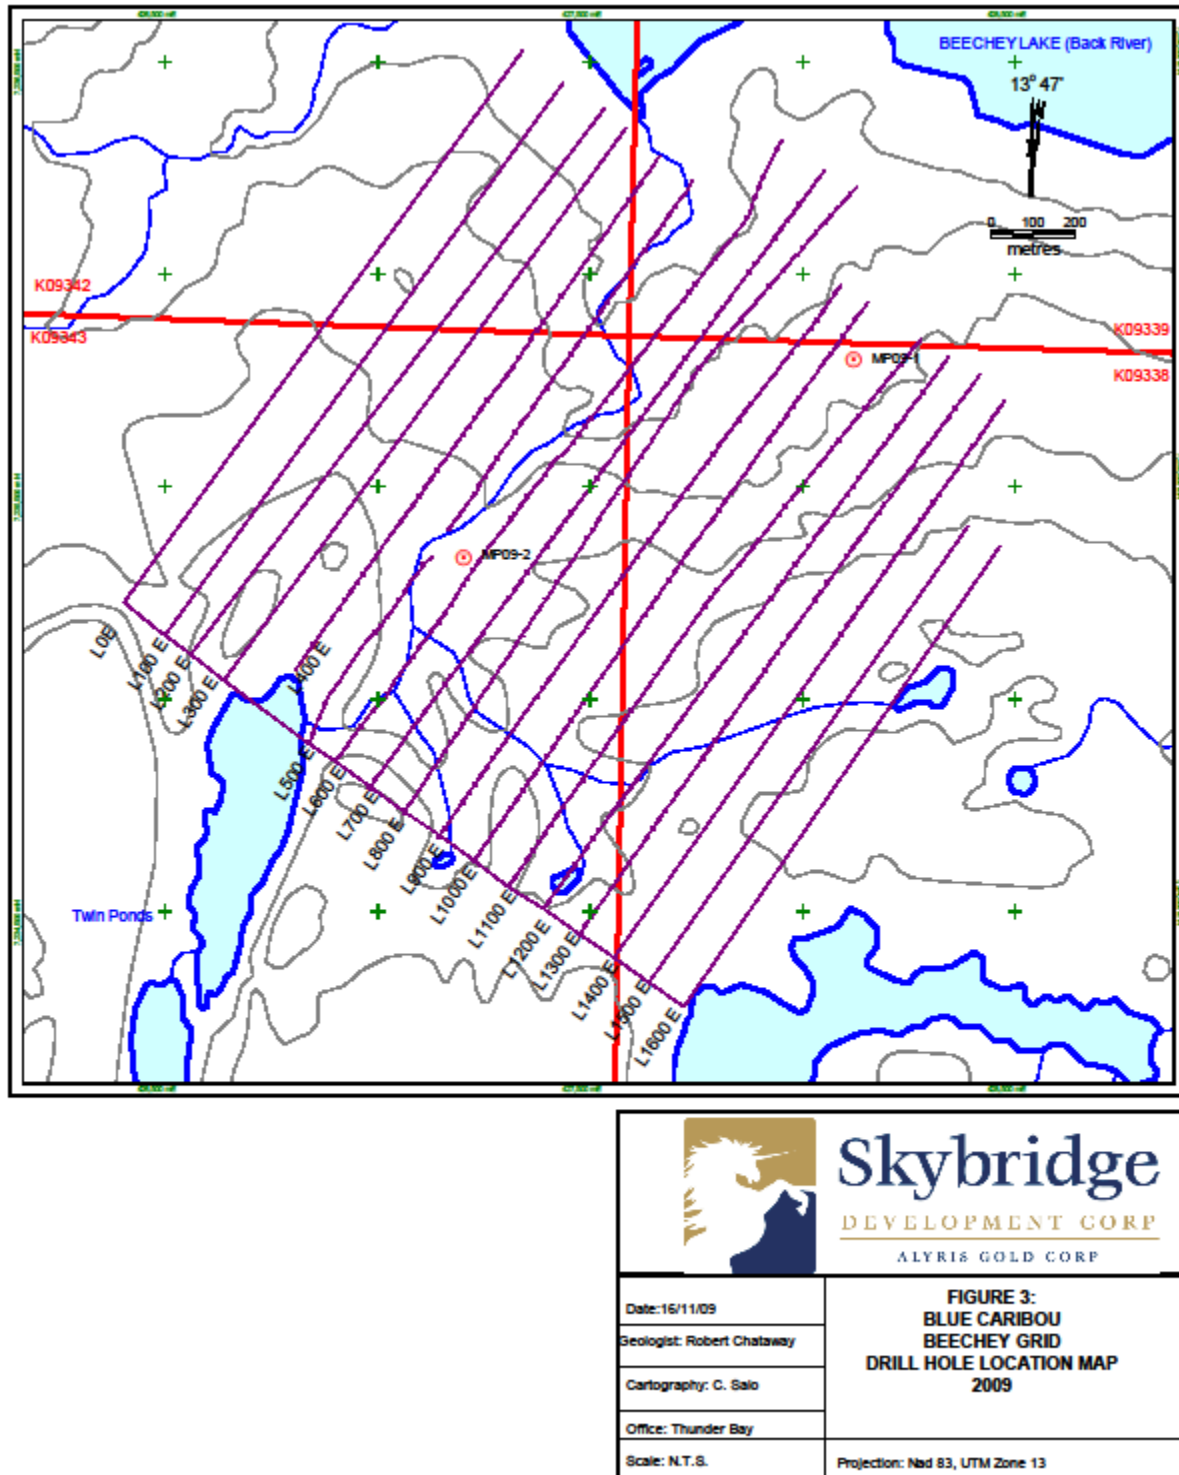 BEECHEY LAKE (Back River)
13° 47'
0 100 200
metres
K09342
K09343
K09339
K09338
MP09-1
MP09-2
L0E
L100 E
L200 E
L300 E
L400 E
L500 E
L600 E
L700 E
L800 E
L900 E
L1000 E
L1100 E
L1200 E
L1300 E
L1400 E
L1500 E
L1600 E
Twin Ponds
Skybridge
DEVELOPMENT CORP
ALYRIS GOLD CORP
Date:16/11/09
Geologist: Robert Chataway
Cartography: C. Salo
Office: Thunder Bay
Scale: N.T.S.
FIGURE 3:
BLUE CARIBOU
BEECHEY GRID
DRILL HOLE LOCATION MAP
2009
Projection: Nad 83, UTM Zone 13